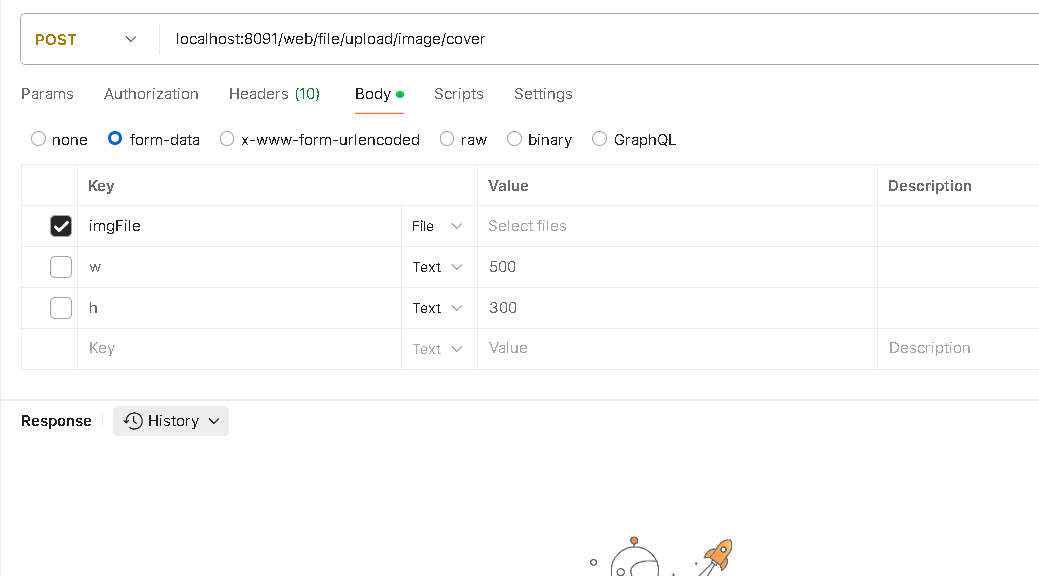 POST localhost:8091/web/file/upload/image/cover
Params Authorization Headers (10) Body Scripts Settings
none form-data x-www-form-urlencoded raw binary GraphQL
Key Value Description
imgFile File Select files
w Text 500
h Text 300
Key Text Value Description
Response History